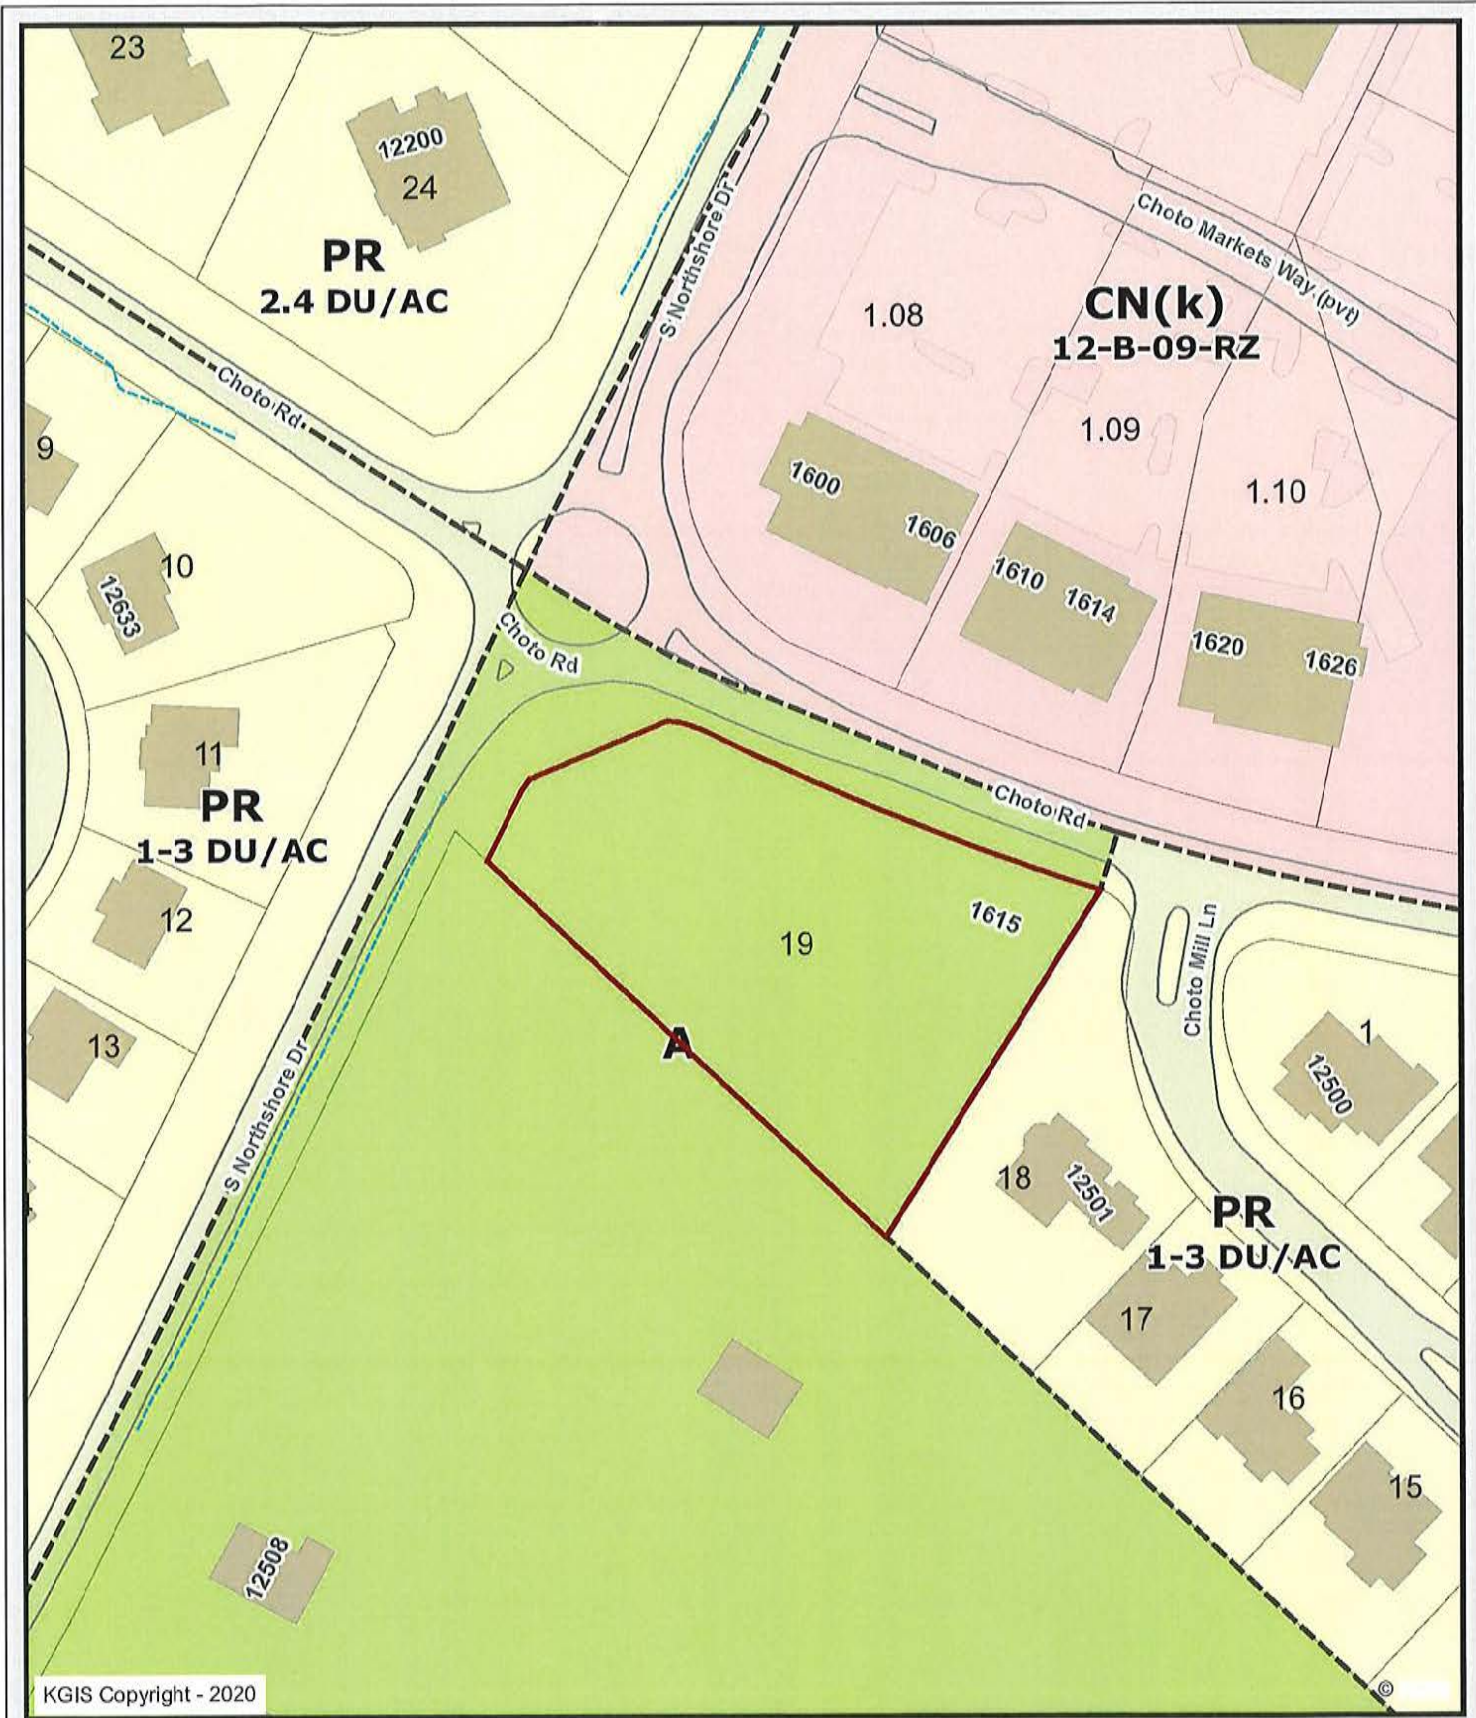 23
12200
24
PR
2.4 DU/AC
S Northshore Dr
Choto Markets Way (pvt)
CN(k)
12-B-09-RZ
1.08
1.09
1.10
Choto Rd
9
1600
1606
1610
1614
1620
1626
10
12633
Choto Rd
11
PR
1-3 DU/AC
Choto Rd
12
1615
19
Choto Mill Ln
13
A
1
12500
S Northshore Dr
18
12501
PR
1-3 DU/AC
17
16
15
12508
KGIS Copyright - 2020
©